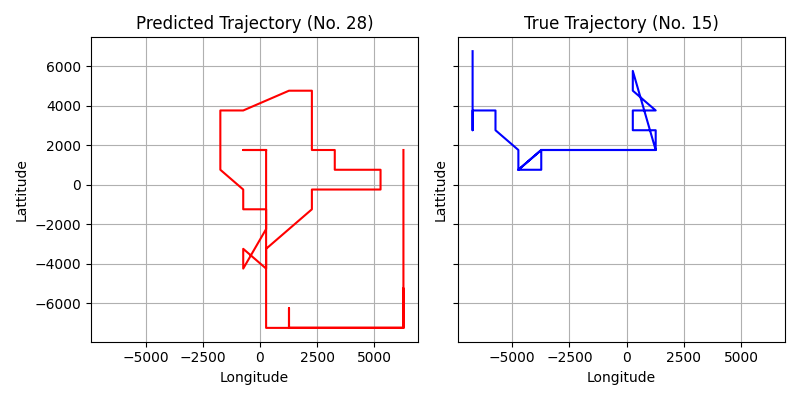 Predicted Trajectory (No. 28)
True Trajectory (No. 15)
6000
4000
2000
0
−2000
−4000
−6000
Lattitude
Lattitude
−5000 −2500 0 2500 5000
−5000 −2500 0 2500 5000
Longitude
Longitude